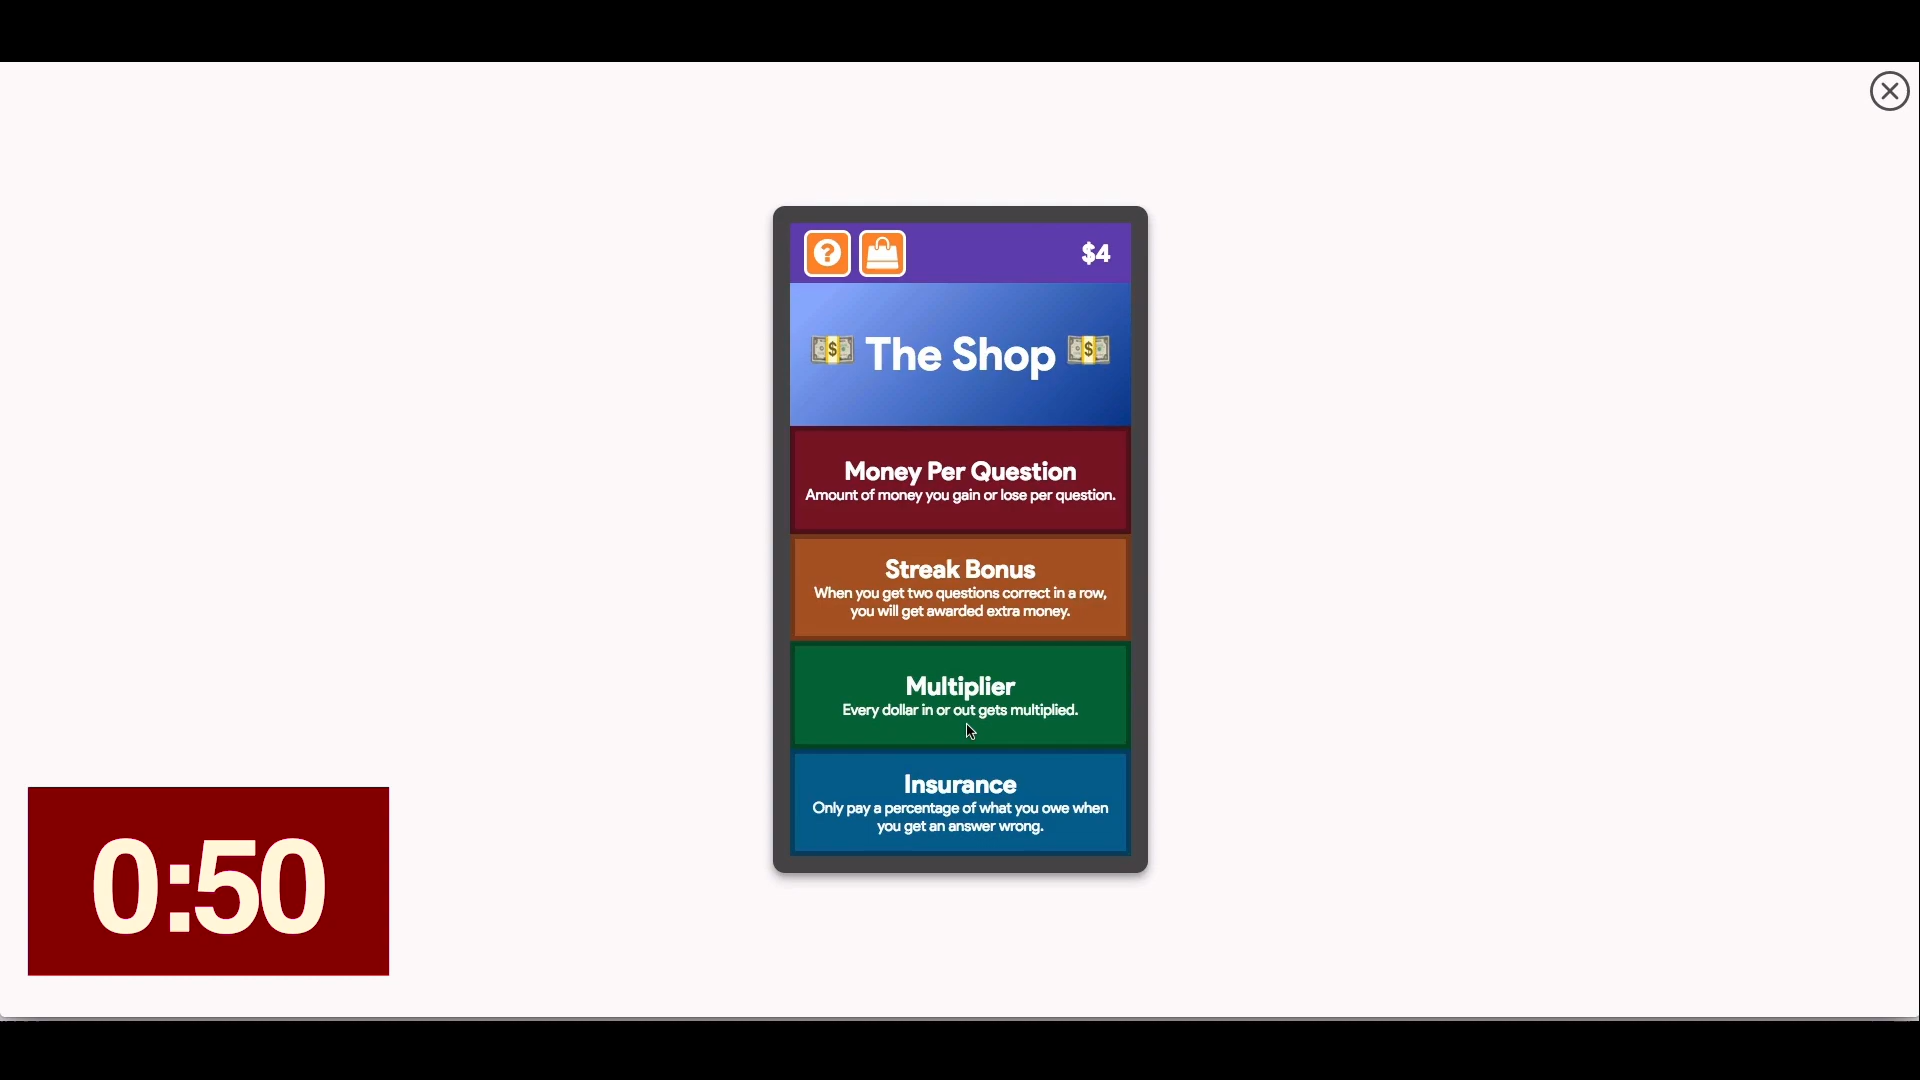 $4
The Shop
Money Per Question
Amount of money you gain or lose per question.
Streak Bonus
When you get two questions correct in a row,
you will get awarded extra money.
Multiplier
Every dollar in or out gets multiplied.
Insurance
Only pay a percentage of what you owe when
you get an answer wrong.
0:50